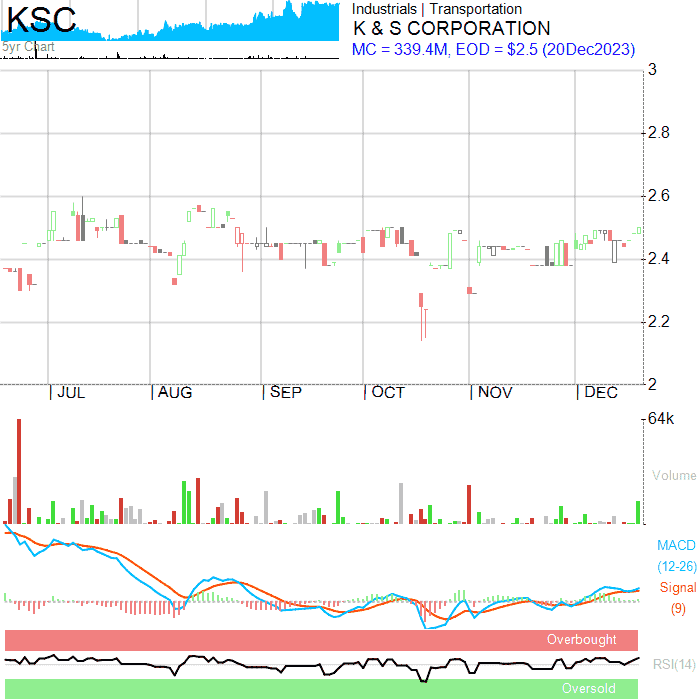 KSC
5yr Chart
Industrials | Transportation
K & S CORPORATION
MC = 339.4M, EOD = $2.5 (20Dec2023)
3
2.8
2.6
2.4
2.2
2
JUL AUG SEP OCT NOV DEC
64k
Volume
MACD
(12-26)
Signal
(9)
Overbought
RSI(14)
Oversold